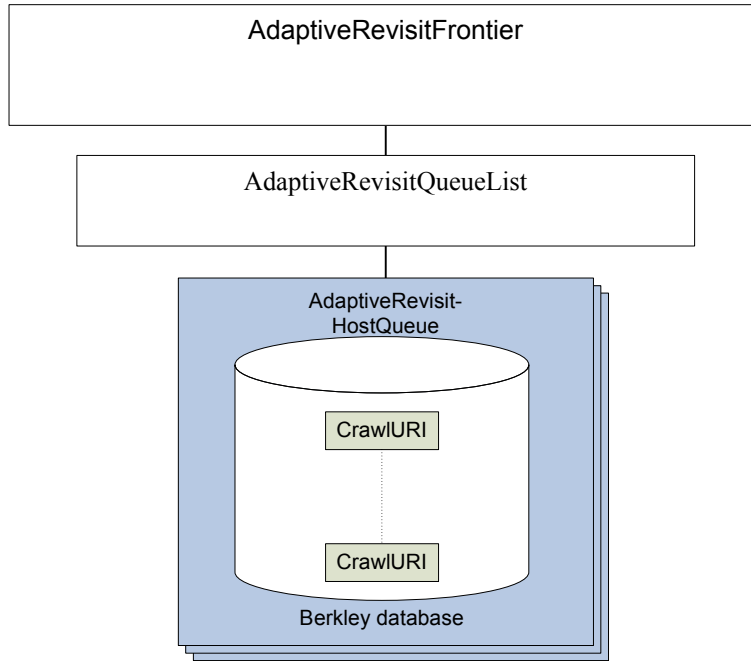 AdaptiveRevisitFrontier
AdaptiveRevisitQueueList
AdaptiveRevisit-
HostQueue
CrawlURI
CrawlURI
Berkley database